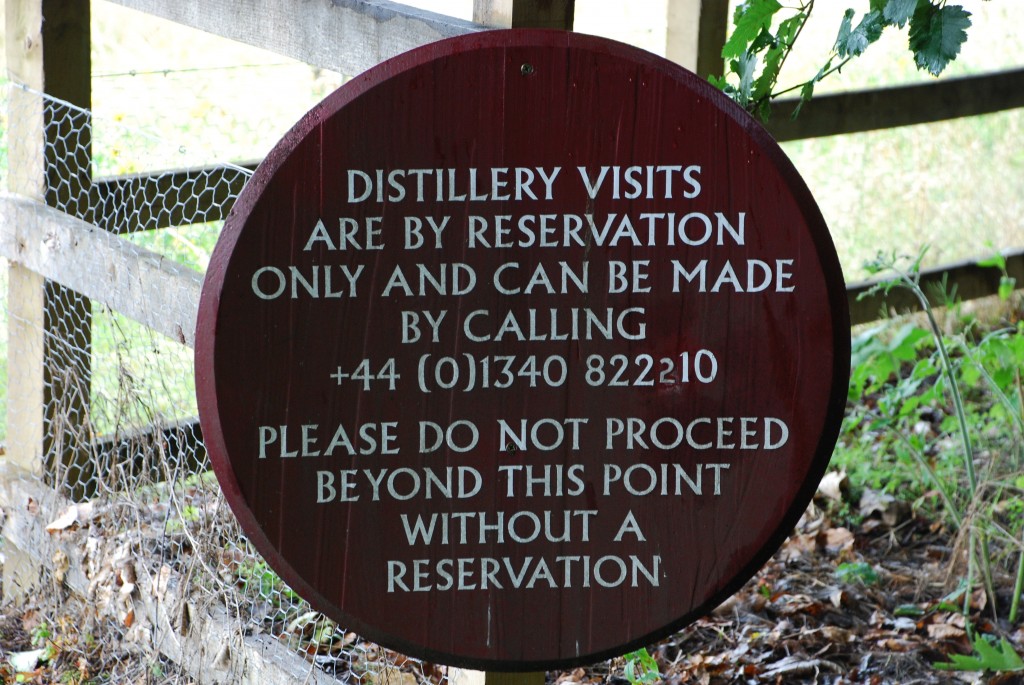 DISTILLERY VISITS
ARE BY RESERVATION
ONLY AND CAN BE MADE
BY CALLING
+44 (0)1340 822210
PLEASE DO NOT PROCEED
BEYOND THIS POINT
WITHOUT A
RESERVATION